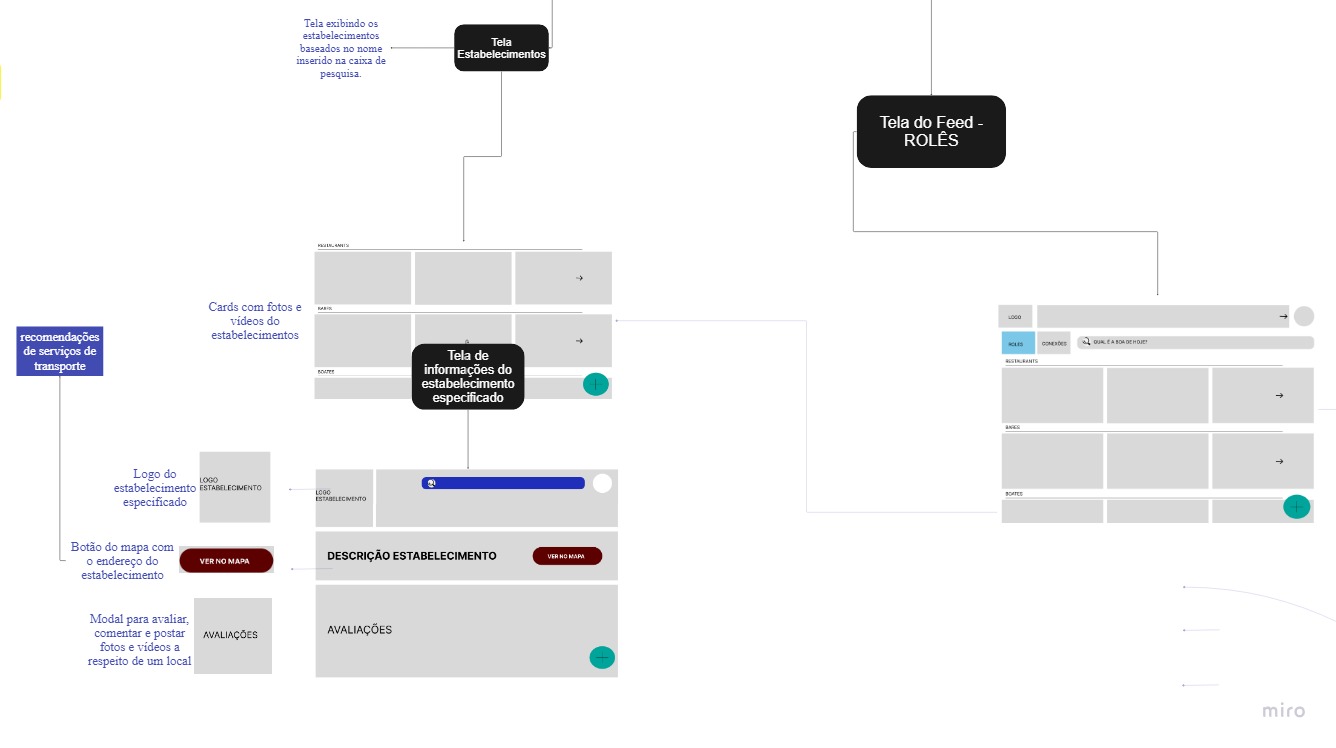 Tela exibindo os
estabelecimentos
baseados no nome
inserido na caixa de
pesquisa.
Tela
Estabelecimentos
Tela do Feed -
ROLÊS
RESTAURANTS
Cards com fotos e
vídeos do
estabelecimentos
BARES
BOATES
Tela de
informações do
estabelecimento
especificado
recomendações
de serviços de
transporte
LOGO
ROLES
CONEXÕES
QUAL É A BOA DE HOJE?
RESTAURANTS
BARES
BOATES
Logo do
estabelecimento
especificado
LOGO
ESTABELECIMENTO
LOGO
ESTABELECIMENTO
Botão do mapa com
o endereço do
estabelecimento
VER NO MAPA
DESCRIÇÃO ESTABELECIMENTO
VER NO MAPA
Modal para avaliar,
comentar e postar
fotos e vídeos a
respeito de um local
AVALIAÇÕES
AVALIAÇÕES
miro